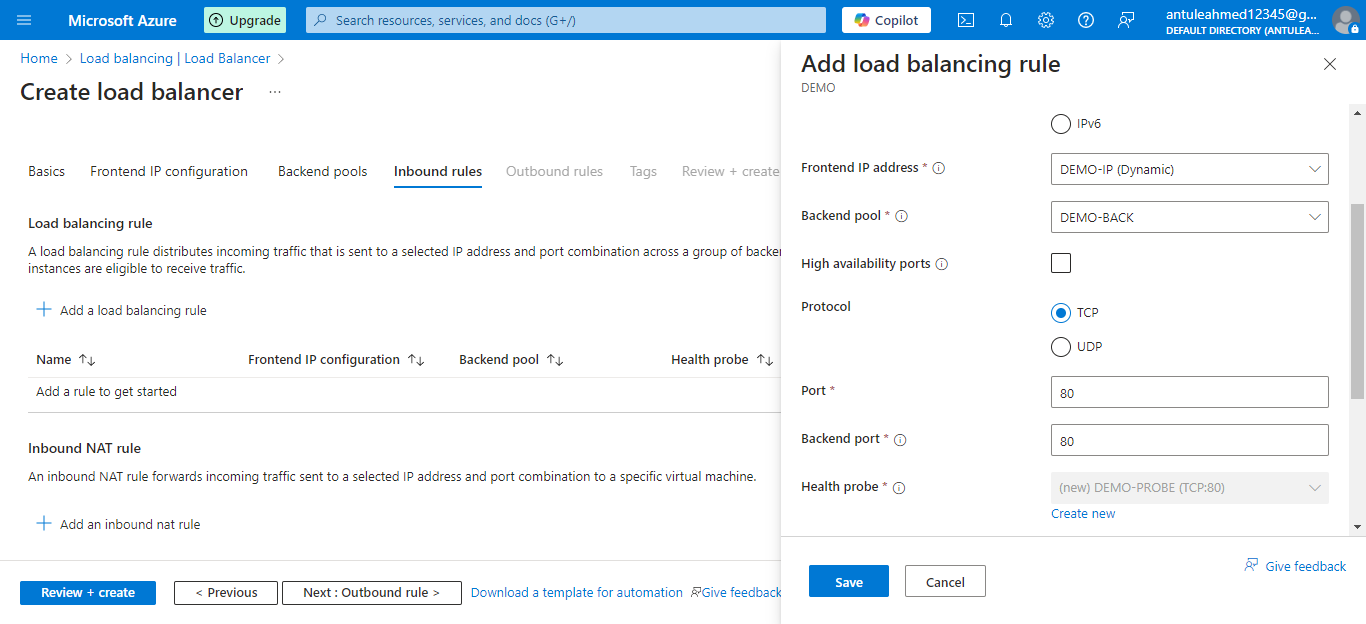 Microsoft Azure
Upgrade
Search resources, services, and docs (G+/)
Copilot
antuleahmed12345@g...
DEFAULT DIRECTORY (ANTULEA...
Home > Load balancing | Load Balancer >
Create load balancer ...
Basics
Frontend IP configuration
Backend pools
Inbound rules
Outbound rules
Tags
Review + create
Load balancing rule
A load balancing rule distributes incoming traffic that is sent to a selected IP address and port combination across a group of backen
instances are eligible to receive traffic.
+ Add a load balancing rule
Name ↑↓
Frontend IP configuration ↑↓
Backend pool ↑↓
Health probe ↑↓
Add a rule to get started
Inbound NAT rule
An inbound NAT rule forwards incoming traffic sent to a selected IP address and port combination to a specific virtual machine.
+ Add an inbound nat rule
Review + create
< Previous
Next : Outbound rule >
Download a template for automation
Give feedback
Add load balancing rule
DEMO
IPv6
Frontend IP address *
DEMO-IP (Dynamic)
Backend pool *
DEMO-BACK
High availability ports
Protocol
TCP
UDP
Port *
80
Backend port *
80
Health probe *
(new) DEMO-PROBE (TCP:80)
Create new
Save
Cancel
Give feedback